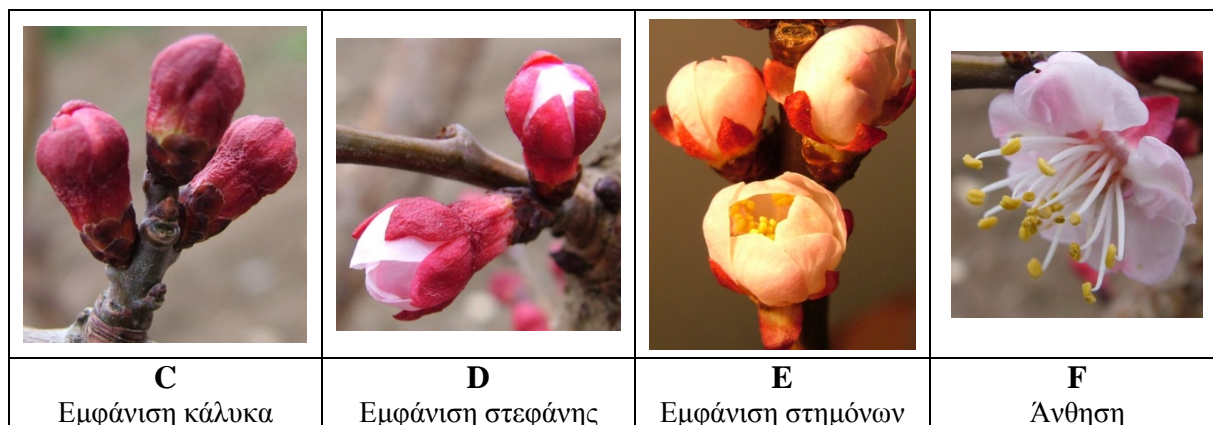 C
Εμφάνιση κάλυκα
D
Εμφάνιση στεφάνης
E
Εμφάνιση στημόνων
F
Άνθηση